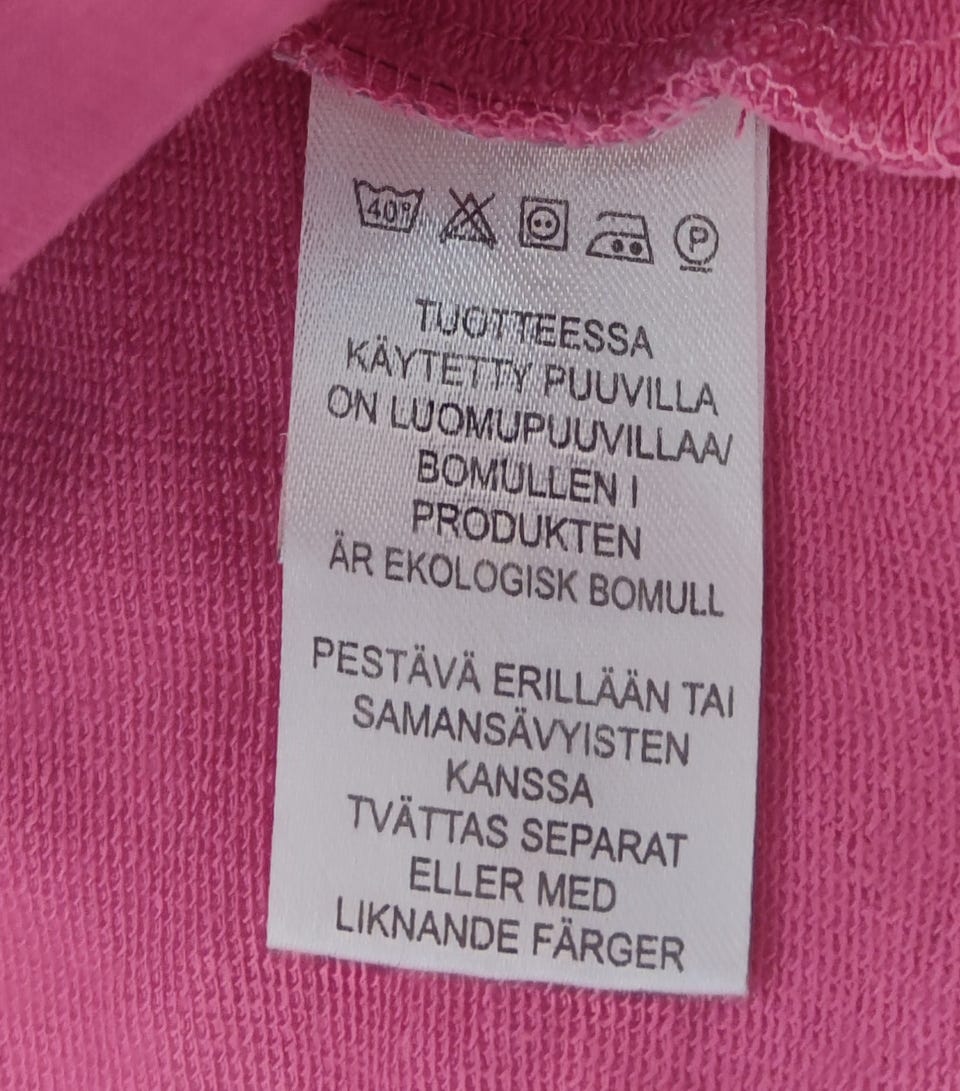 40°
P
TUOTTEESSA
KÄYTETTY PUUVILLA
ON LUOMUPUUVILLAA/
BOMULLEN I
PRODUKTEN
ÄR EKOLOGISK BOMULL
PESTÄVÄ ERILLÄÄN TAI
SAMANSÄVYISTEN
KANSSA
TVÄTTAS SEPARAT
ELLER MED
LIKNANDE FÄRGER